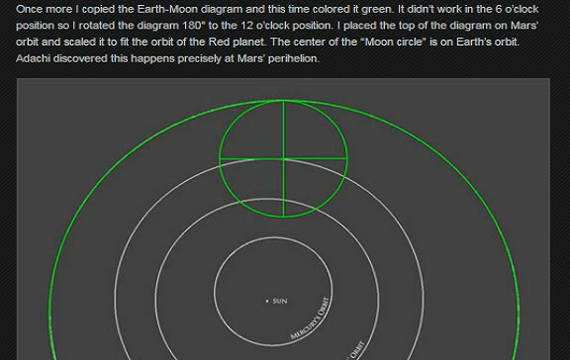 Once more I copied the Earth-Moon diagram and this time colored it green. It didn't work in the 6 o'clock
position so I rotated the diagram 180° to the 12 o'clock position. I placed the top of the diagram on Mars'
orbit and scaled it to fit the orbit of the Red planet. The center of the “Moon circle” is on Earth's orbit.
Adachi discovered this happens precisely at Mars' perihelion.
SUN
MERCURY'S ORBIT
ORBIT